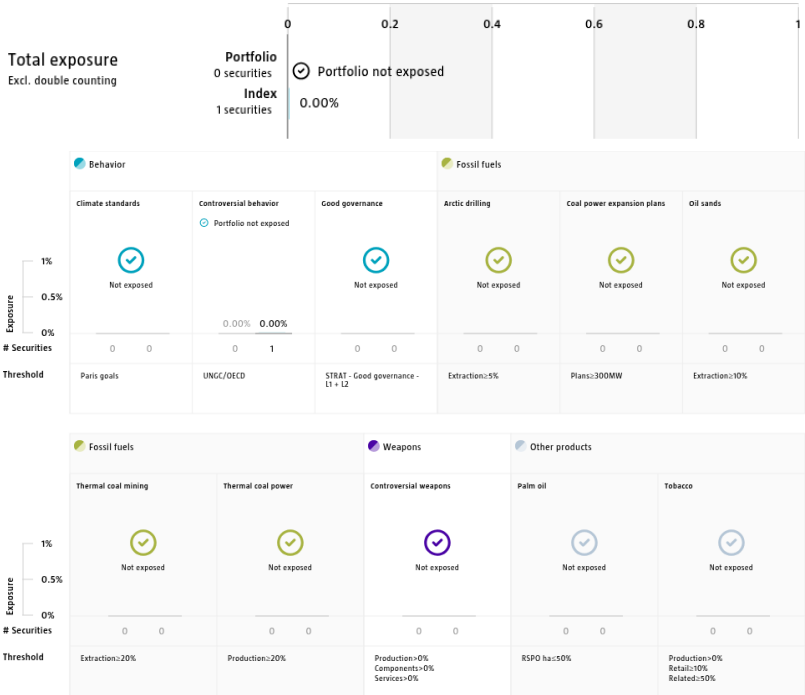 0 0.2 0.4 0.6 0.8 1
Total exposure
Excl. double counting
Portfolio
0 securities
Portfolio not exposed
Index
1 securities
0.00%
Behavior
Fossil fuels
Climate standards
Controversial behavior
Good governance
Arctic drilling
Coal power expansion plans
Oil sands
Portfolio not exposed
Not exposed
Not exposed
Not exposed
Not exposed
Not exposed
Exposure
1%
0.5%
0%
0.00% 0.00%
# Securities
0 0
0 1
0 0
0 0
0 0
0 0
Threshold
Paris goals
UNGC/OECD
STRAT - Good governance -
L1 + L2
Extraction≥5%
Plans≥300MW
Extraction≥10%
Fossil fuels
Weapons
Other products
Thermal coal mining
Thermal coal power
Controversial weapons
Palm oil
Tobacco
Not exposed
Not exposed
Not exposed
Not exposed
Not exposed
Exposure
1%
0.5%
0%
# Securities
0 0
0 0
0 0
0 0
0 0
Threshold
Extraction≥20%
Production≥20%
Production>0%
Components>0%
Services>0%
RSPO ha≤50%
Production>0%
Retail≥10%
Related≥50%